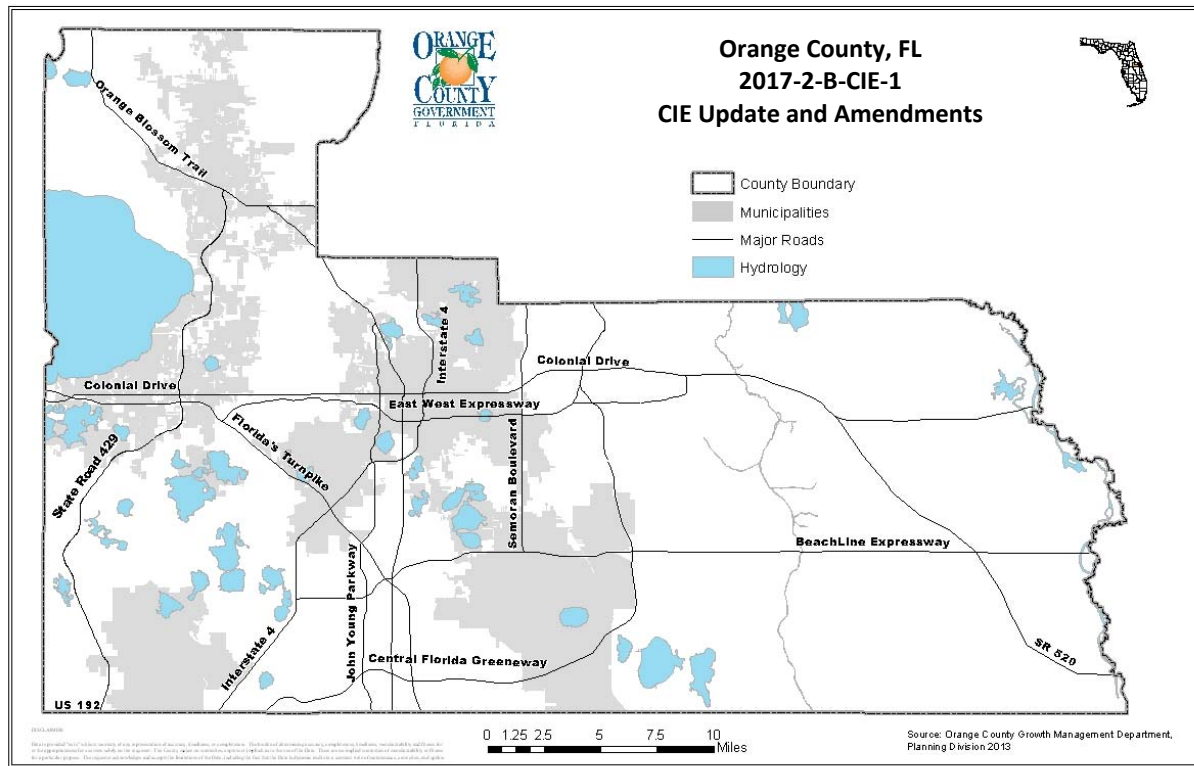 ORANGE
COUNTY
GOVERNMENT
FLORIDA
Orange County, FL
2017-2-B-CIE-1
CIE Update and Amendments
County Boundary
Municipalities
Major Roads
Hydrology
Orange Blossom Trail
Interstate 4
Colonial Drive
Colonial Drive
East West Expressway
Florida's Turnpike
State Road 429
Semoran Boulevard
BeachLine Expressway
John Young Parkway
Interstate 4
Central Florida Greeneway
SR 520
US 192
DISCLAIMER:
0 1.25 2.5 5 7.5 10
Miles
Source: Orange County Growth Management Department,
Planning Division 2015